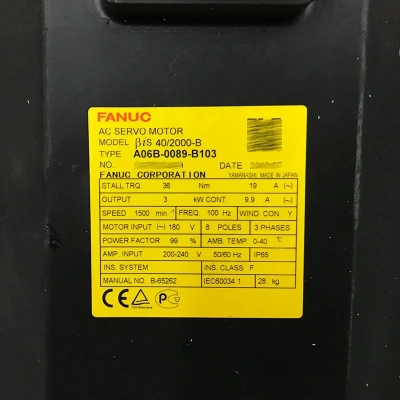 FANUC
AC SERVO MOTOR
MODEL βiS 40/2000-B
TYPE A06B-0089-B103
NO. DATE
FANUC CORPORATION YAMANASHI, MADE IN JAPAN
STALL TRQ. 36 Nm 19 A (~)
OUTPUT 3 kW CONT. 9.9 A (~)
SPEED 1500 min⁻¹ FREQ. 100 Hz WIND. CON. Y
MOTOR INPUT (~) 160 V 8 POLES 3 PHASES
POWER FACTOR 99 % AMB. TEMP. 0-40 ℃
AMP. INPUT 200-240 V 50/60 Hz IP65
INS. SYSTEM INS. CLASS F
MANUAL NO. B-65262 IEC60034 1 28 kg
CE